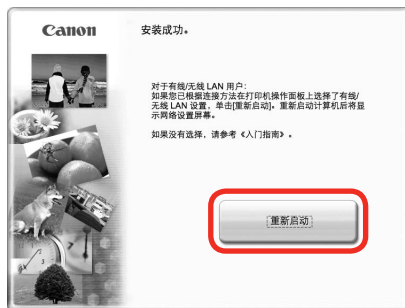 Canon
安装成功。
对于有线/无线 LAN 用户:
如果您已根据连接方法在打印机操作面板上选择了有线/
无线 LAN 设置，单击[重新启动]。重新启动计算机后将显
示网络设置屏幕。
如果没有选择，请参考《入门指南》。
重新启动